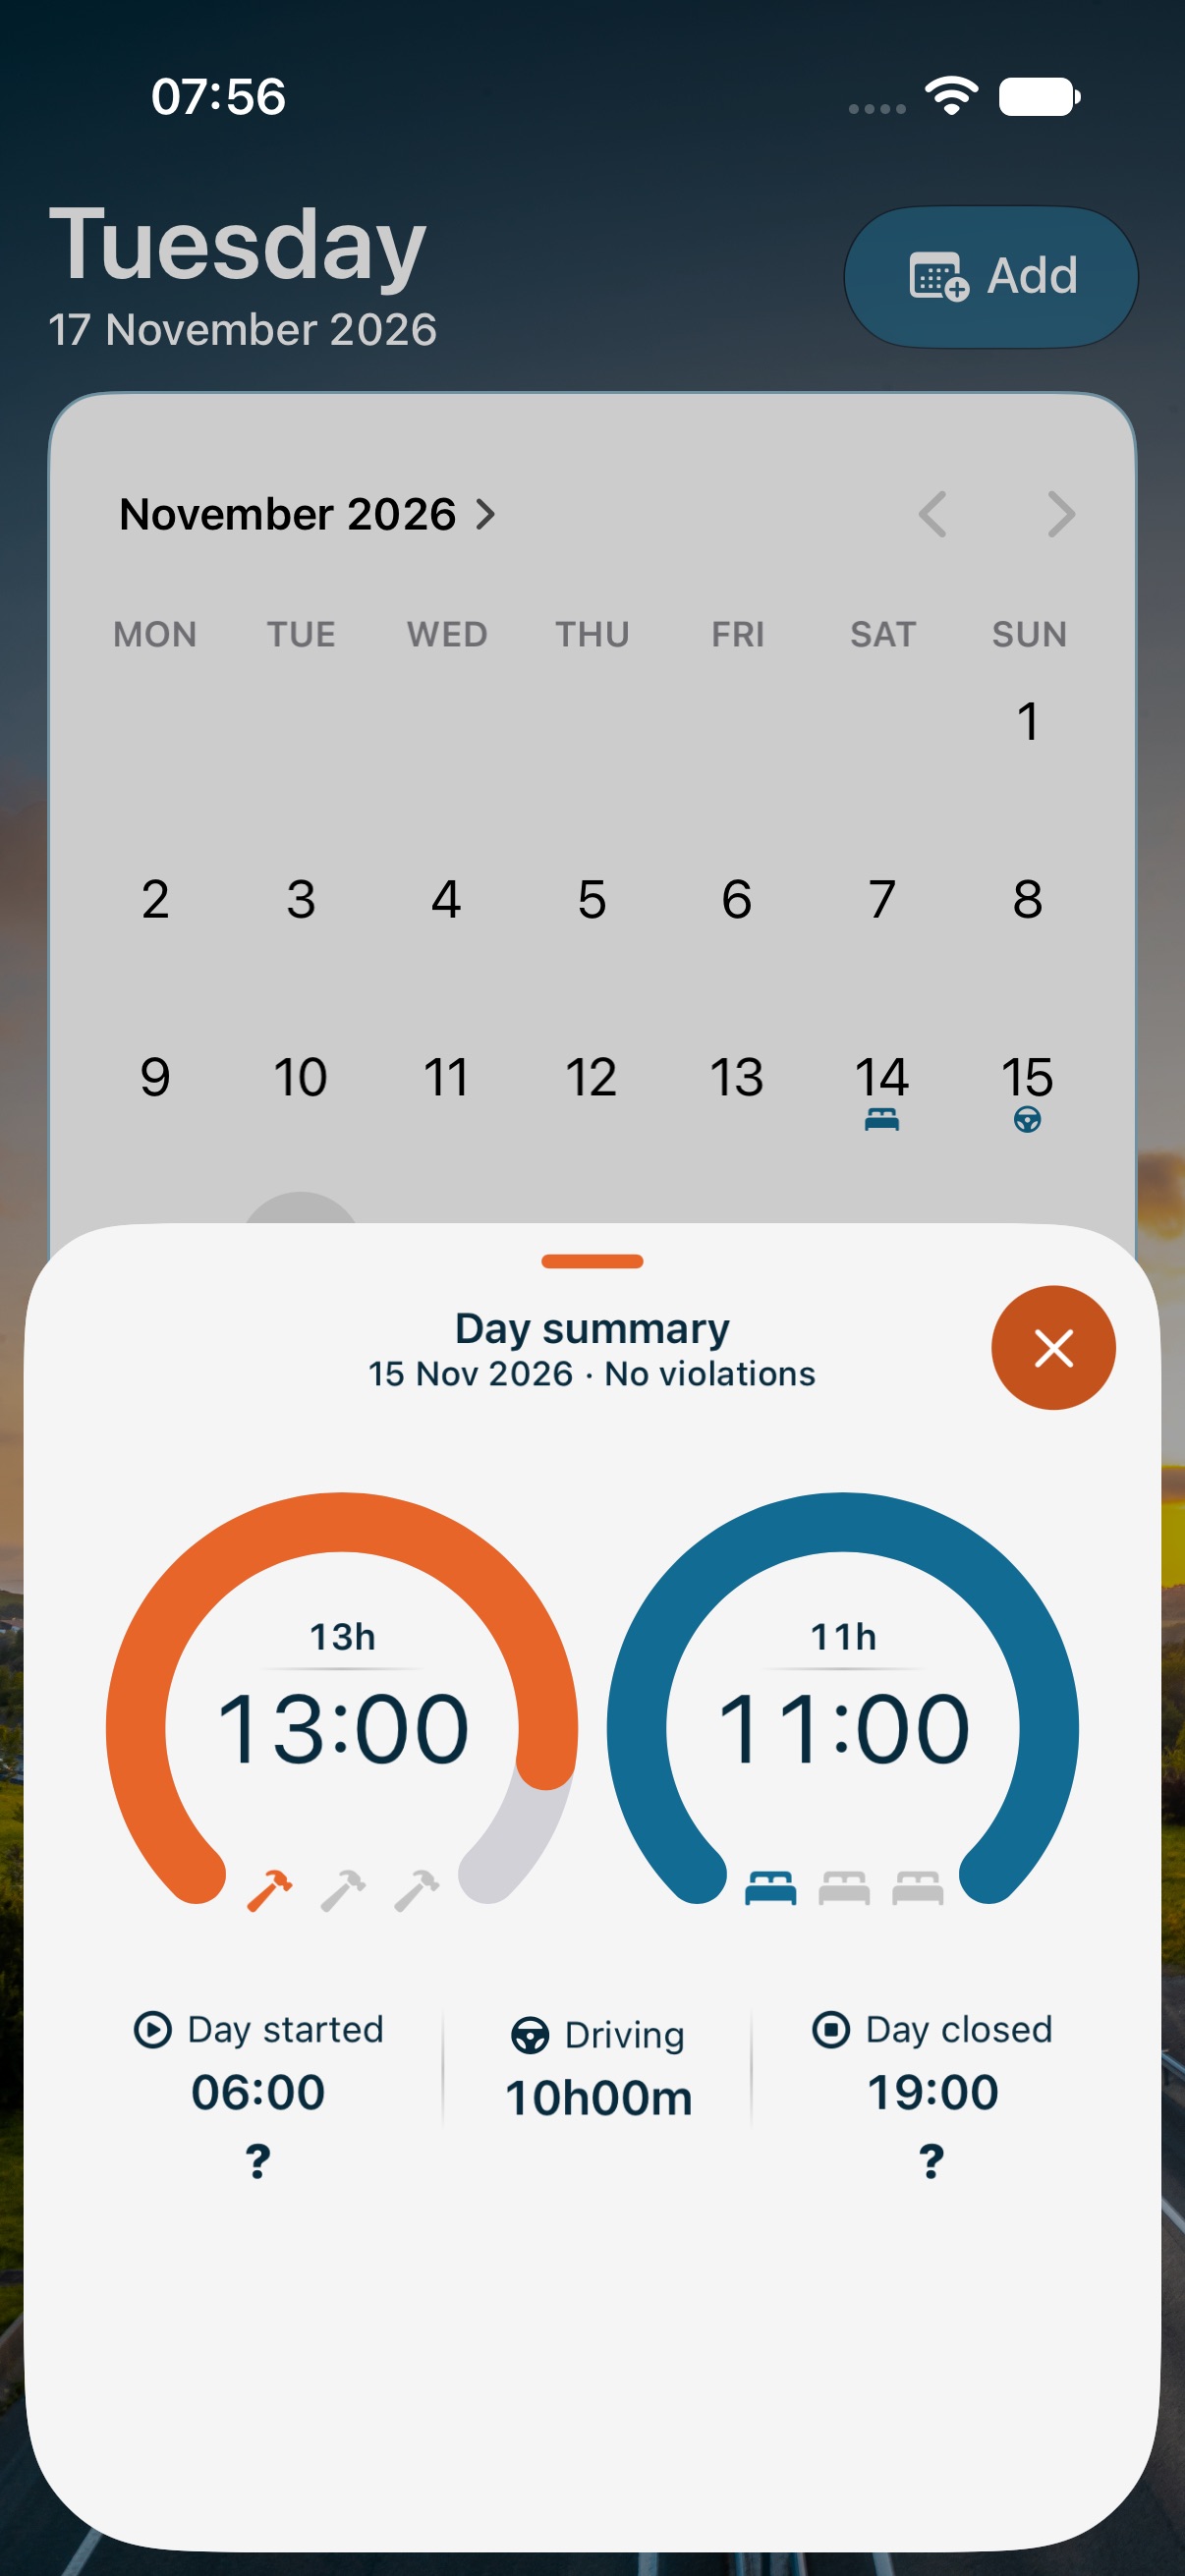 07:56
Tuesday
17 November 2026
Add
November 2026
MON TUE WED THU FRI SAT SUN
1
2 3 4 5 6 7 8
9 10 11 12 13 14 15
Day summary
15 Nov 2026 · No violations
13h
13:00
11h
11:00
Day started
06:00
?
Driving
10h00m
Day closed
19:00
?